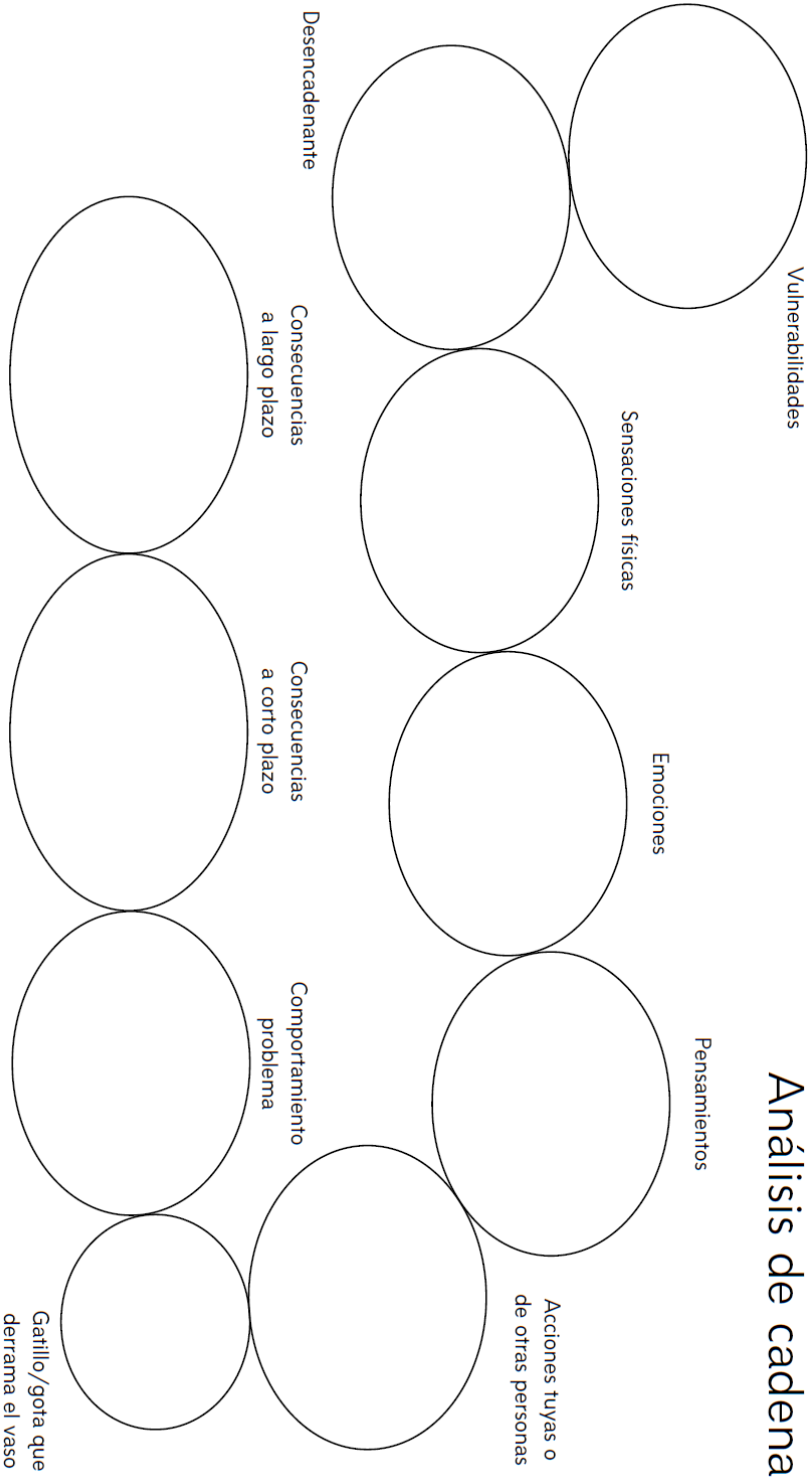 Análisis de cadena
Vulnerabilidades
Desencadenante
Sensaciones físicas
Emociones
Pensamientos
Acciones tuyas o
de otras personas
Gatillo/gota que
derrama el vaso
Comportamiento
problema
Consecuencias
a corto plazo
Consecuencias
a largo plazo